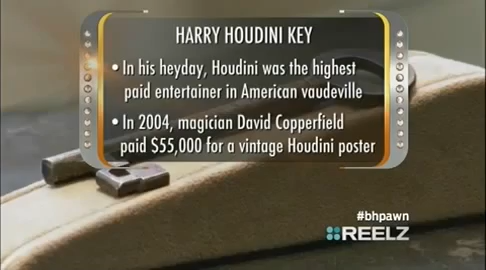 HARRY HOUDINI KEY
• In his heyday, Houdini was the highest
paid entertainer in American vaudeville
• In 2004, magician David Copperfield
paid $55,000 for a vintage Houdini poster
#bhpawn
REELZ